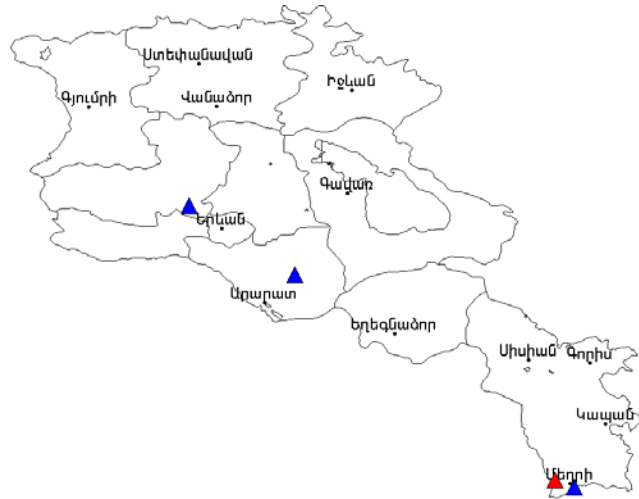 Ստեփանավան
Գյումրի
Վանաձոր
Իջևան
Գավառ
Երևան
Արարատ
Եղեգնաձոր
Սիսիան
Գորիս
Կապան
Մեղրի